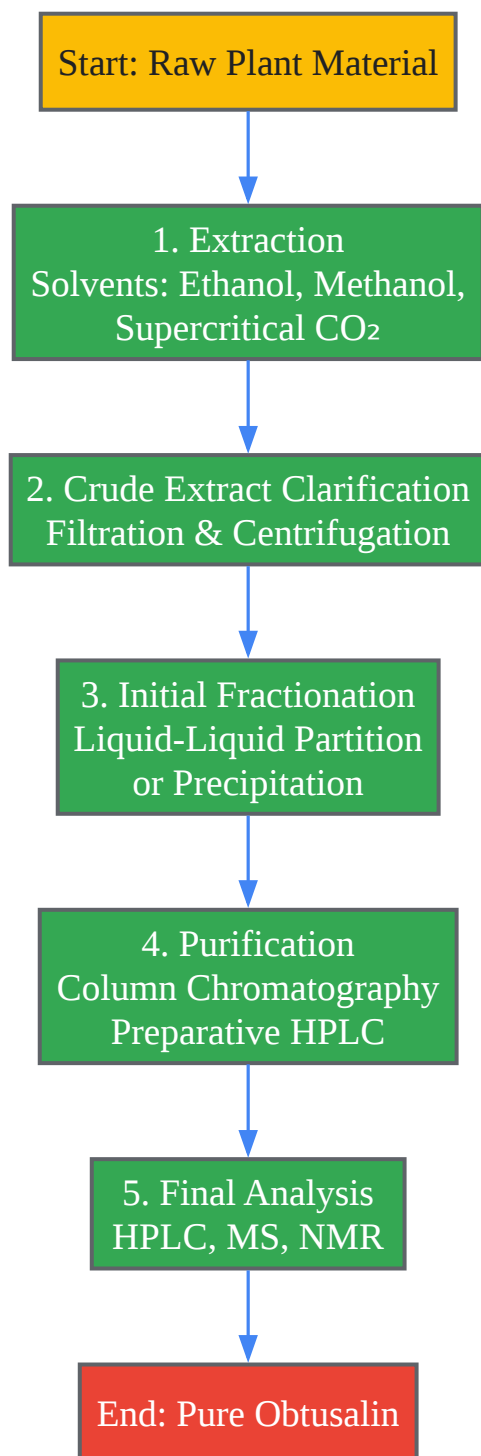 Start: Raw Plant Material
1. Extraction
Solvents: Ethanol, Methanol,
Supercritical CO₂
2. Crude Extract Clarification
Filtration & Centrifugation
3. Initial Fractionation
Liquid-Liquid Partition
or Precipitation
4. Purification
Column Chromatography
Preparative HPLC
5. Final Analysis
HPLC, MS, NMR
End: Pure Obtusalin